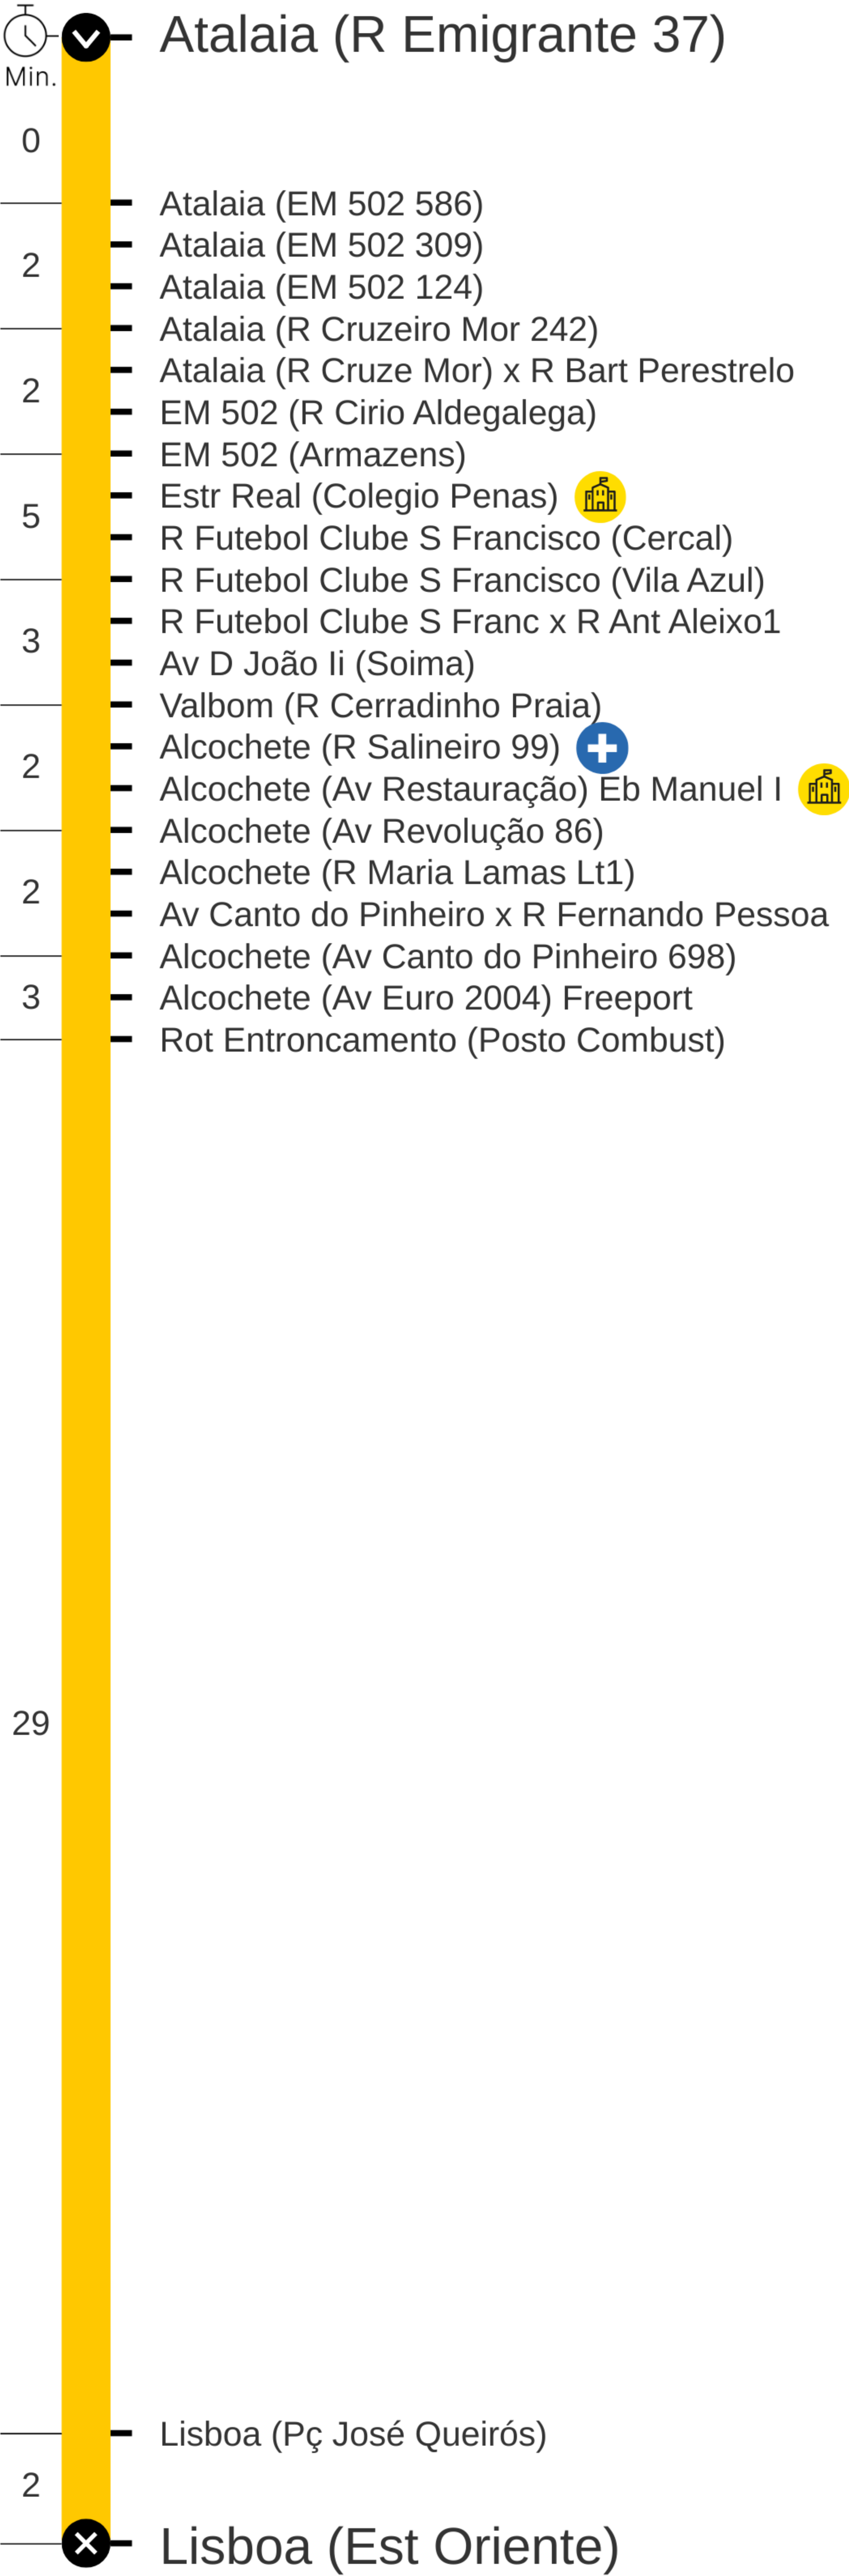 Atalaia (R Emigrante 37)
Min.
0
Atalaia (EM 502 586)
Atalaia (EM 502 309)
2
Atalaia (EM 502 124)
Atalaia (R Cruzeiro Mor 242)
Atalaia (R Cruze Mor) x R Bart Perestrelo
2
EM 502 (R Cirio Aldegalega)
EM 502 (Armazens)
Estr Real (Colegio Penas)
5
R Futebol Clube S Francisco (Cercal)
R Futebol Clube S Francisco (Vila Azul)
R Futebol Clube S Franc x R Ant Aleixo1
3
Av D João Ii (Soima)
Valbom (R Cerradinho Praia)
Alcochete (R Salineiro 99)
2
Alcochete (Av Restauração) Eb Manuel I
Alcochete (Av Revolução 86)
Alcochete (R Maria Lamas Lt1)
2
Av Canto do Pinheiro x R Fernando Pessoa
Alcochete (Av Canto do Pinheiro 698)
3
Alcochete (Av Euro 2004) Freeport
Rot Entroncamento (Posto Combust)
29
Lisboa (Pç José Queirós)
2
Lisboa (Est Oriente)